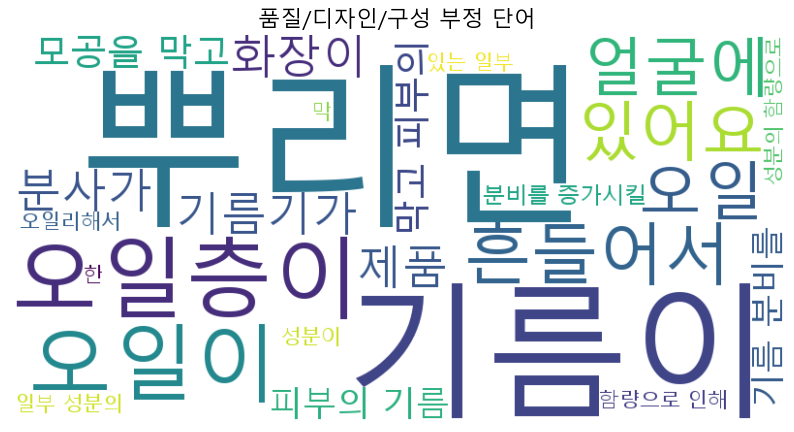 품질/디자인/구성 부정 단어
모공을 막고
화장이
막고 피부의
있는 일부
얼굴에
성분의 함량으로
뿌리면
막
있어요
분사가
기름기가
분비를 증가시킬
오일
오일리해서
오일층이
한
제품
흔들어서
기름 분비를
오일이
성분이
기름이
일부 성분의
피부의 기름
함량으로 인해